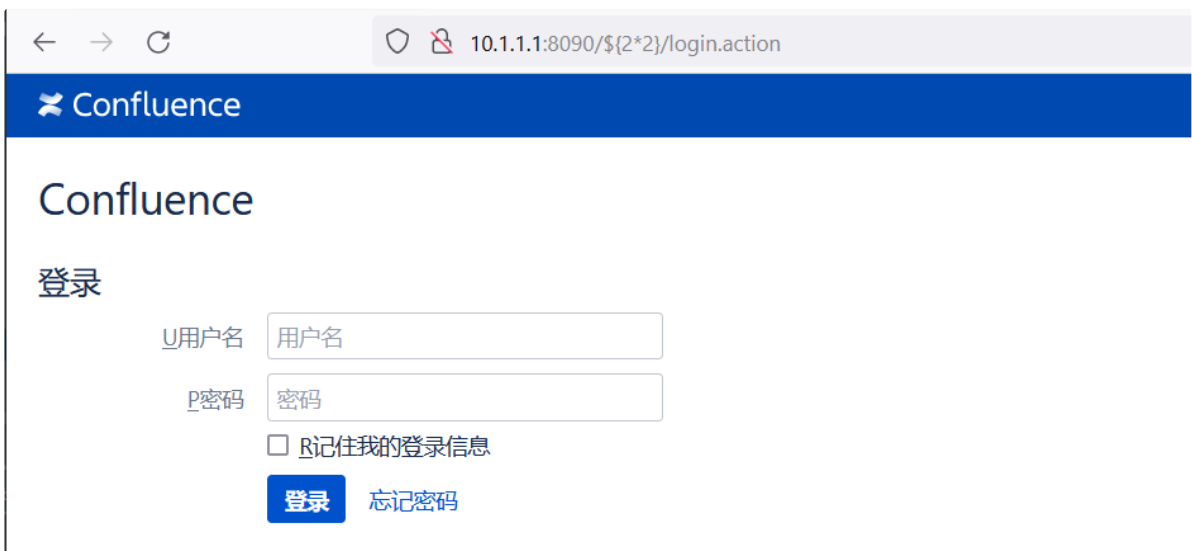 10.1.1.1:8090/${2*2}/login.action
Confluence
Confluence
登录
U用户名 用户名
P密码 密码
R记住我的登录信息
登录 忘记密码